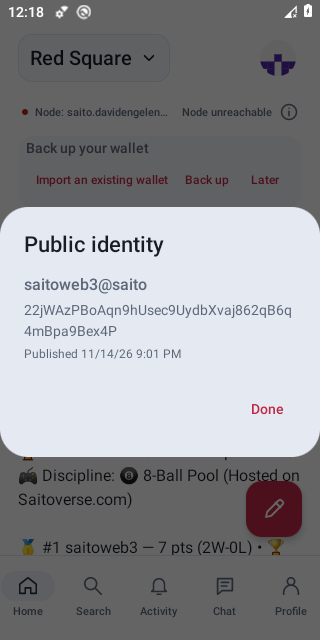 12:18
Red Square
Node: saito.davidengelen... Node unreachable
Back up your wallet
Import an existing wallet Back up Later
Public identity
saitoweb3@saito
22jWAzPBoAqn9hUsec9UydbXvaj862qB6q
4mBpa9Bex4P
Published 11/14/26 9:01 PM
Done
🎮 Discipline: 🎱 8-Ball Pool (Hosted on
Saitoverse.com)
🥇 #1 saitoweb3 — 7 pts (2W-0L) • 🏆
Home Search Activity Chat Profile